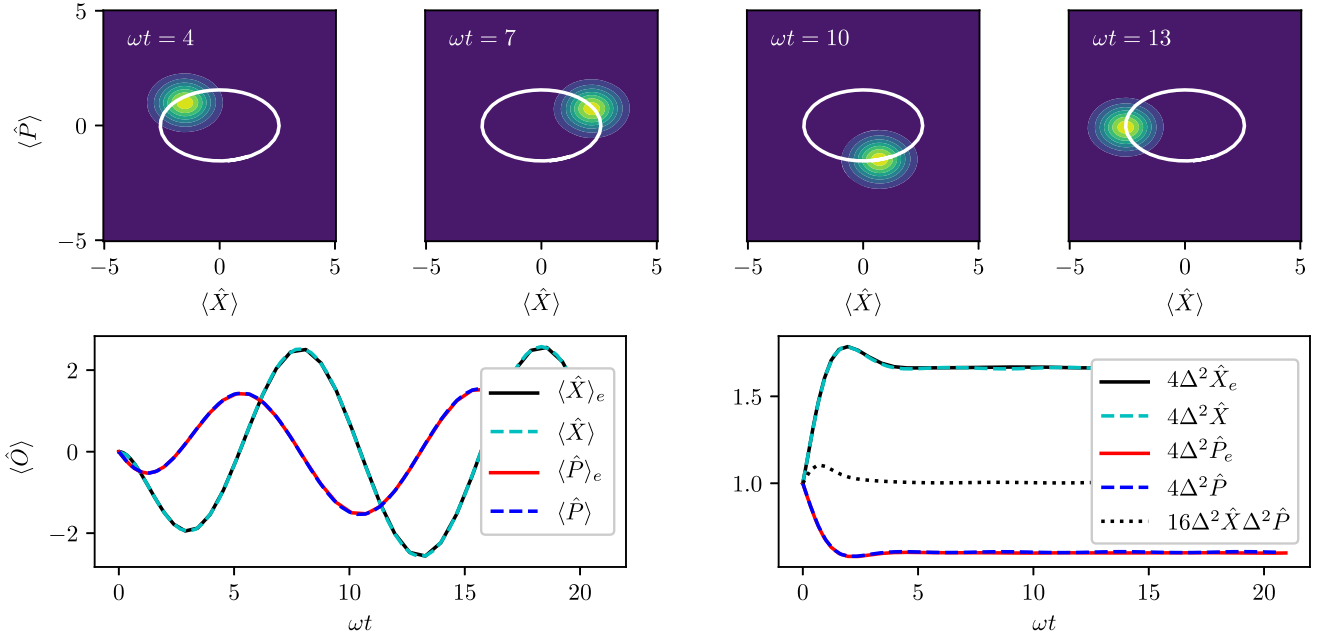 ωt = 4
ωt = 7
ωt = 10
ωt = 13
5
0
−5
⟨P̂⟩
−5 0 5
−5 0 5
−5 0 5
−5 0 5
⟨X̂⟩
⟨X̂⟩
⟨X̂⟩
⟨X̂⟩
2
0
−2
⟨Ô⟩
⟨X̂⟩ₑ
⟨X̂⟩
⟨P̂⟩ₑ
⟨P̂⟩
0 5 10 15 20
ωt
1.5
1.0
4Δ²X̂ₑ
4Δ²X̂
4Δ²P̂ₑ
4Δ²P̂
16Δ²X̂Δ²P̂
0 5 10 15 20
ωt